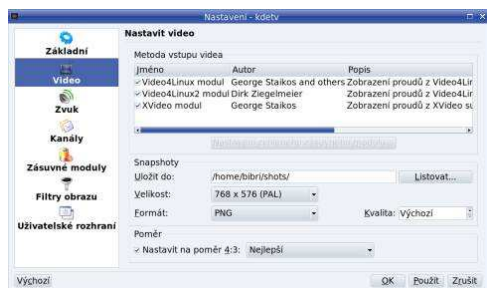 Nastavení - kdetv
Základní
Video
Zvuk
Kanály
Zásuvné moduly
Filtry obrazu
Uživatelské rozhraní
Nastavit video
Metoda vstupu videa
Jméno Autor Popis
Video4Linux modul George Staikos and others Zobrazení proudů z Video4Lin
Video4Linux2 modul Dirk Ziegelmeier Zobrazení proudů z Video4Lin
XVideo modul George Staikos Zobrazení proudů z XVideo su
Snapshoty
Uložit do: /home/bibri/shots/ Listovat...
Velikost: 768 x 576 (PAL)
Formát: PNG Kvalita: Výchozí
Poměr
Nastavit na poměr 4:3: Nejlepší
Výchozí OK Použít Zrušit